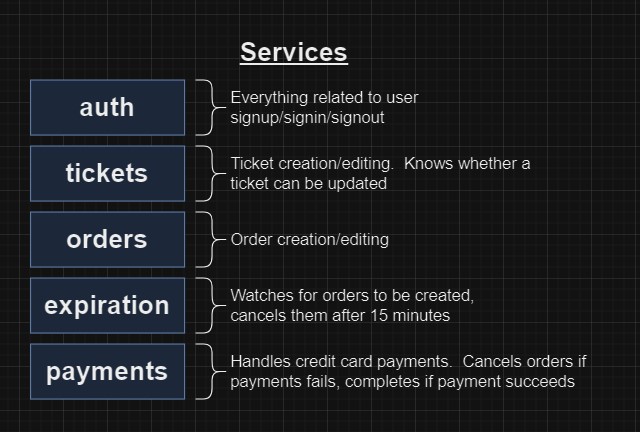 Services
auth
Everything related to user
signup/signin/signout
tickets
Ticket creation/editing.  Knows whether a
ticket can be updated
orders
Order creation/editing
expiration
Watches for orders to be created,
cancels them after 15 minutes
payments
Handles credit card payments.  Cancels orders if
payments fails, completes if payment succeeds